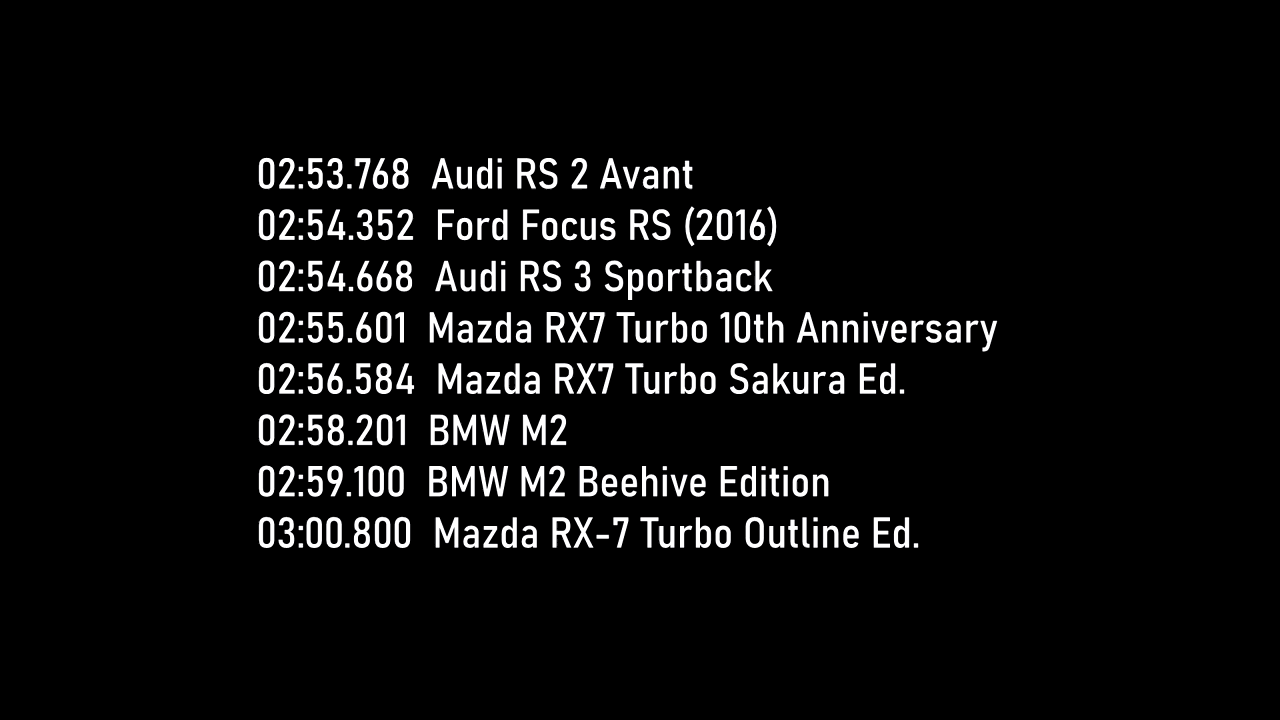 02:53.768 Audi RS 2 Avant
02:54.352 Ford Focus RS (2016)
02:54.668 Audi RS 3 Sportback
02:55.601 Mazda RX7 Turbo 10th Anniversary
02:56.584 Mazda RX7 Turbo Sakura Ed.
02:58.201 BMW M2
02:59.100 BMW M2 Beehive Edition
03:00.800 Mazda RX-7 Turbo Outline Ed.